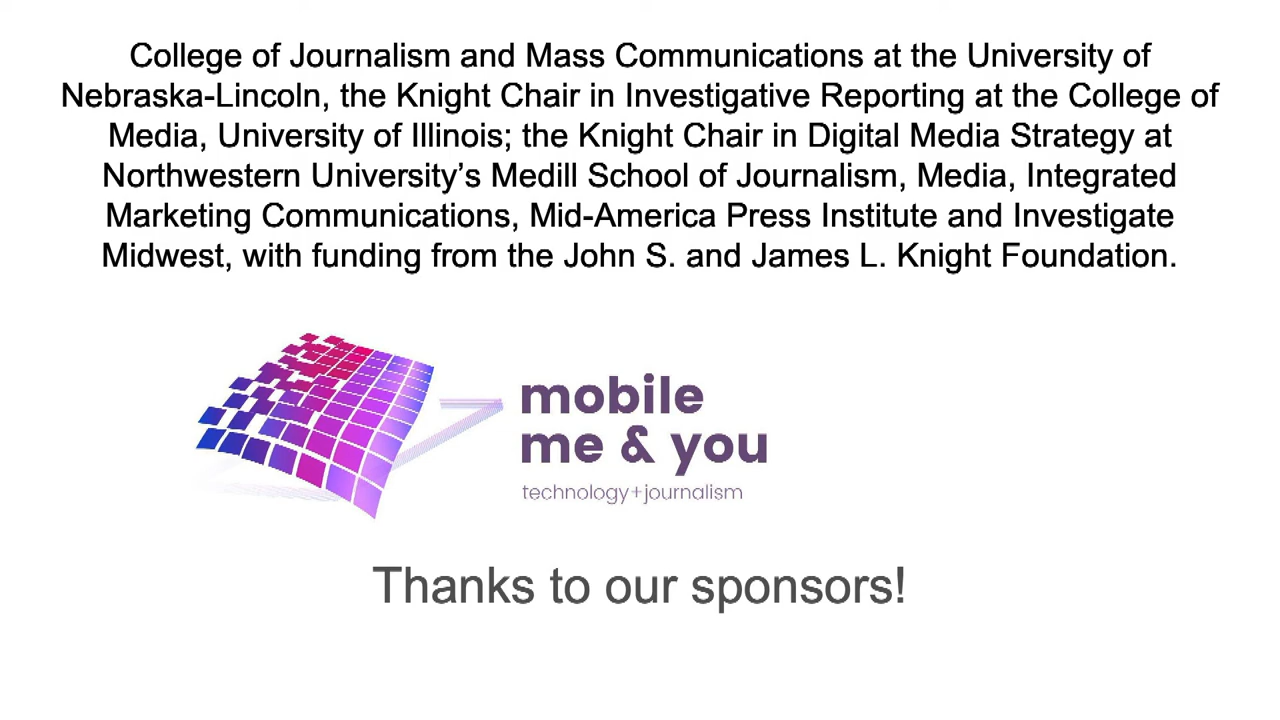 College of Journalism and Mass Communications at the University of
Nebraska-Lincoln, the Knight Chair in Investigative Reporting at the College of
Media, University of Illinois; the Knight Chair in Digital Media Strategy at
Northwestern University’s Medill School of Journalism, Media, Integrated
Marketing Communications, Mid-America Press Institute and Investigate
Midwest, with funding from the John S. and James L. Knight Foundation.
mobile
me & you
technology+journalism
Thanks to our sponsors!